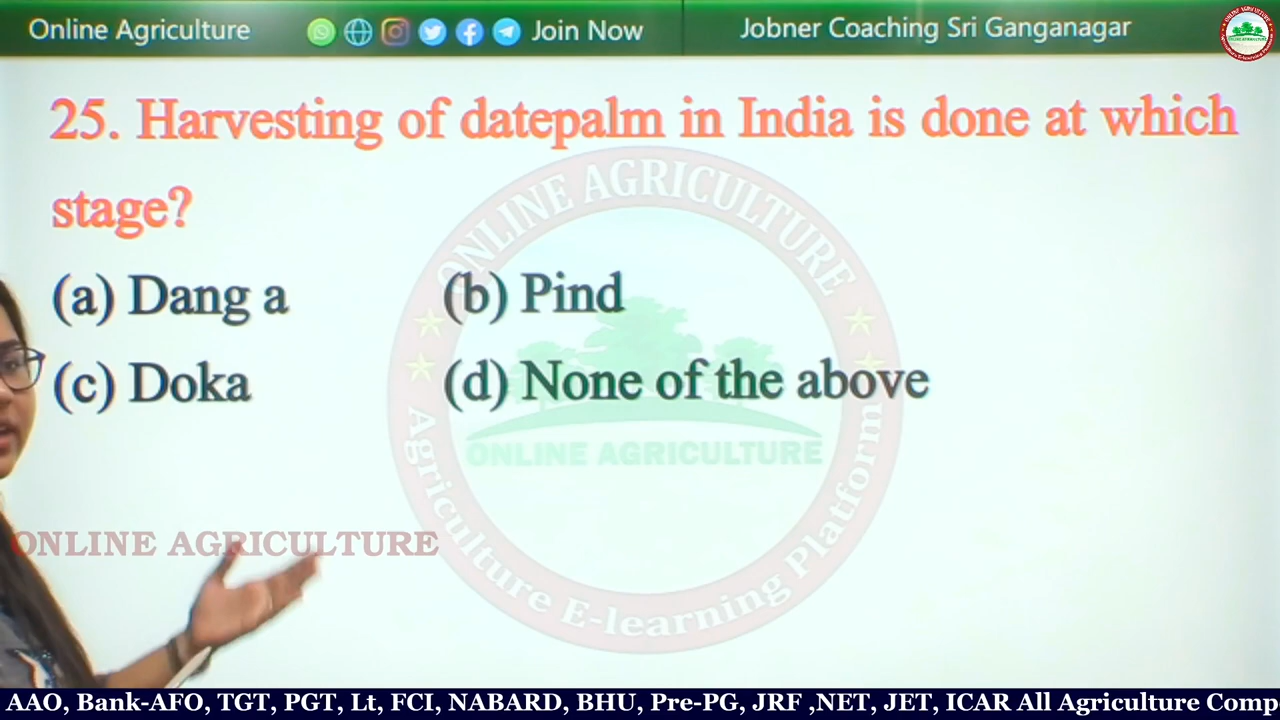 Online Agriculture Join Now Jobner Coaching Sri Ganganagar
25. Harvesting of datepalm in India is done at which
stage?
(a) Dang a (b) Pind
(c) Doka (d) None of the above
ONLINE AGRICULTURE
Agriculture E-learning Platform
ONLINE AGRICULTURE
ONLINE AGRICULTURE
AAO, Bank-AFO, TGT, PGT, Lt, FCI, NABARD, BHU, Pre-PG, JRF ,NET, JET, ICAR All Agriculture Comp